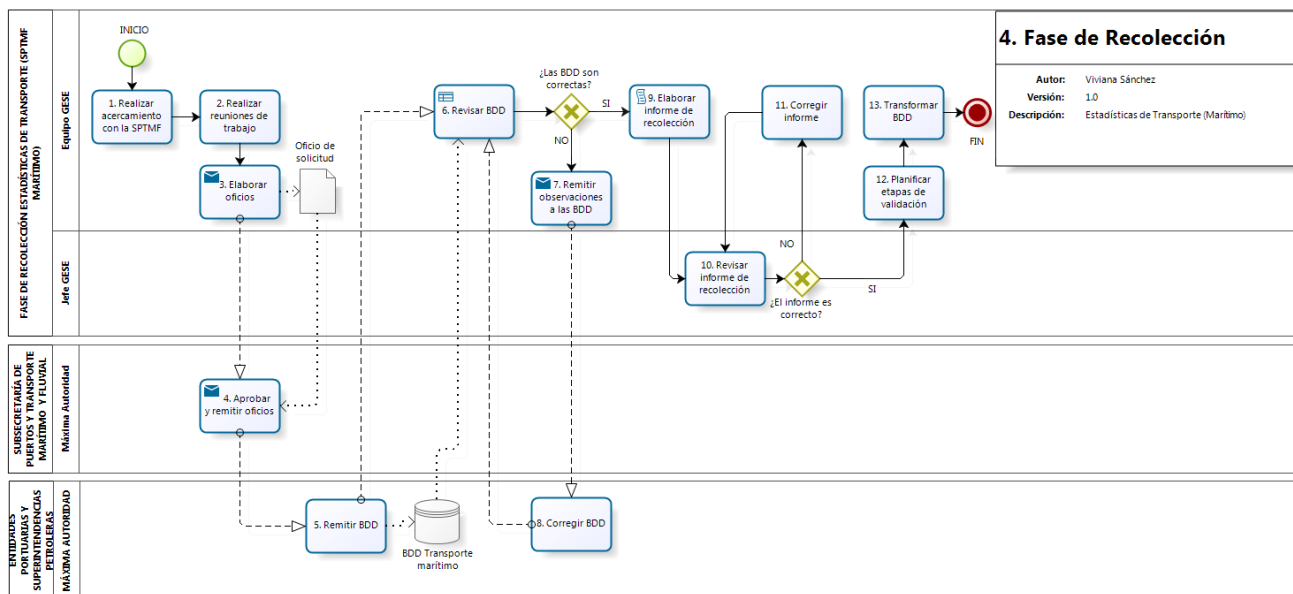 4. Fase de Recolección
Autor: Viviana Sánchez
Versión: 1.0
Descripción: Estadísticas de Transporte (Marítimo)
FASE DE RECOLECCIÓN ESTADÍSTICAS DE TRANSPORTE (SPTMF
MARÍTIMO)
Equipo GESE
INICIO
1. Realizar
acercamiento
con la SPTMF
2. Realizar
reuniones de
trabajo
3. Elaborar
oficios
Oficio de
solicitud
6. Revisar BDD
¿Las BDD son
correctas?
SI
NO
7. Remitir
observaciones
a las BDD
9. Elaborar
informe de
recolección
11. Corregir
informe
13. Transformar
BDD
FIN
12. Planificar
etapas de
validación
Jefe GESE
10. Revisar
informe de
recolección
NO
SI
¿El informe es
correcto?
SUBSECRETARÍA DE
PUERTOS Y TRANSPORTE
MARÍTIMO Y FLUVIAL
Máxima Autoridad
4. Aprobar
y remitir oficios
ENTIDADES
PORTUARIAS Y
SUPERINTENDENCIAS
PETROLERAS
MÁXIMA AUTORIDAD
5. Remitir BDD
BDD Transporte
marítimo
8. Corregir BDD